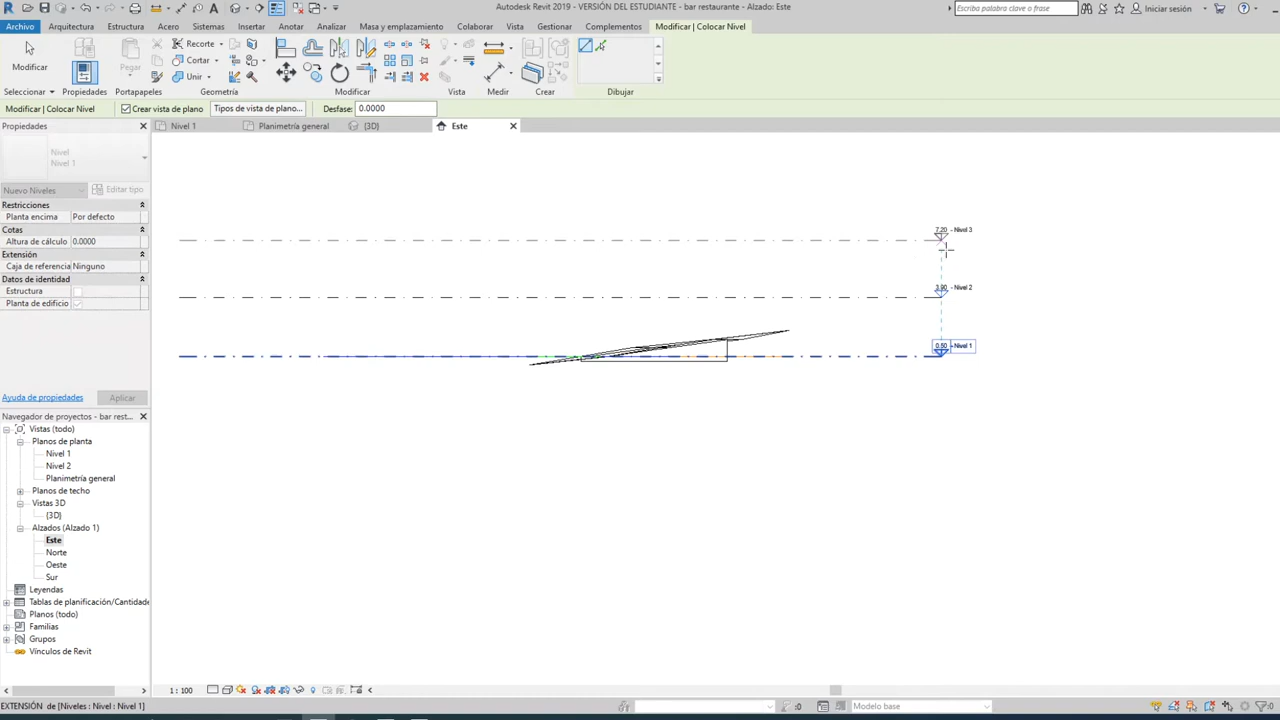 Autodesk Revit 2019 - VERSIÓN DEL ESTUDIANTE - bar restaurante - Alzado: Este
Escriba palabra clave o frase
Iniciar sesión
Archivo Arquitectura Estructura Acero Sistemas Insertar Anotar Analizar Masa y emplazamiento Colaborar Vista Gestionar Complementos Modificar | Colocar Nivel
Modificar
Pegar
Recorte
Cortar
Unir
Seleccionar Propiedades Portapapeles Geometría Modificar Vista Medir Crear Dibujar
Modificar | Colocar Nivel Crear vista de plano Tipos de vista de plano... Desfase: 0.0000
Propiedades
Nivel 1 Planimetría general {3D} Este
Nivel
Nivel 1
Nuevo Niveles Editar tipo
Restricciones
Planta encima Por defecto
Cotas
Altura de cálculo 0.0000
Extensión
Caja de referencia Ninguno
Datos de identidad
Estructura
Planta de edificio
7.20 - Nivel 3
3.90 - Nivel 2
0.50 - Nivel 1
Ayuda de propiedades Aplicar
Navegador de proyectos - bar rest...
Vistas (todo)
Planos de planta
Nivel 1
Nivel 2
Planimetría general
Planos de techo
Vistas 3D
{3D}
Alzados (Alzado 1)
Este
Norte
Oeste
Sur
Leyendas
Tablas de planificación/Cantidade
Planos (todo)
Familias
Grupos
Vínculos de Revit
1 : 100
EXTENSIÓN de [Niveles : Nivel : Nivel 1] :0 Modelo base :0